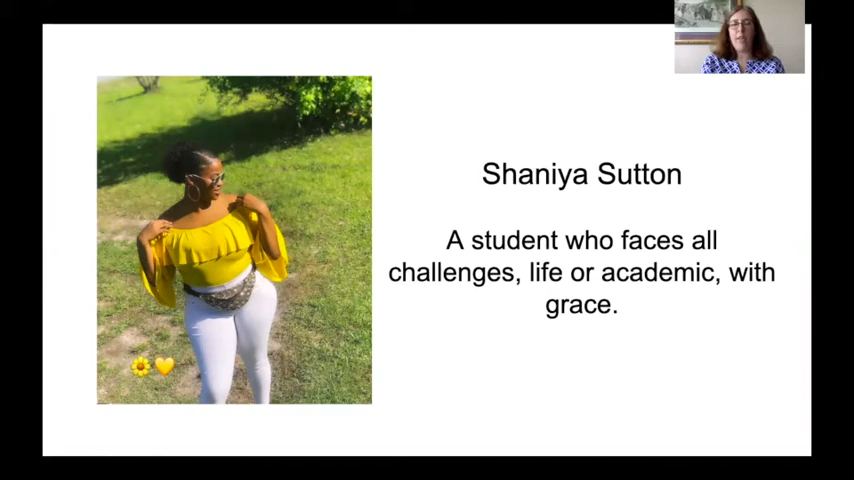 Shaniya Sutton
A student who faces all
challenges, life or academic, with
grace.